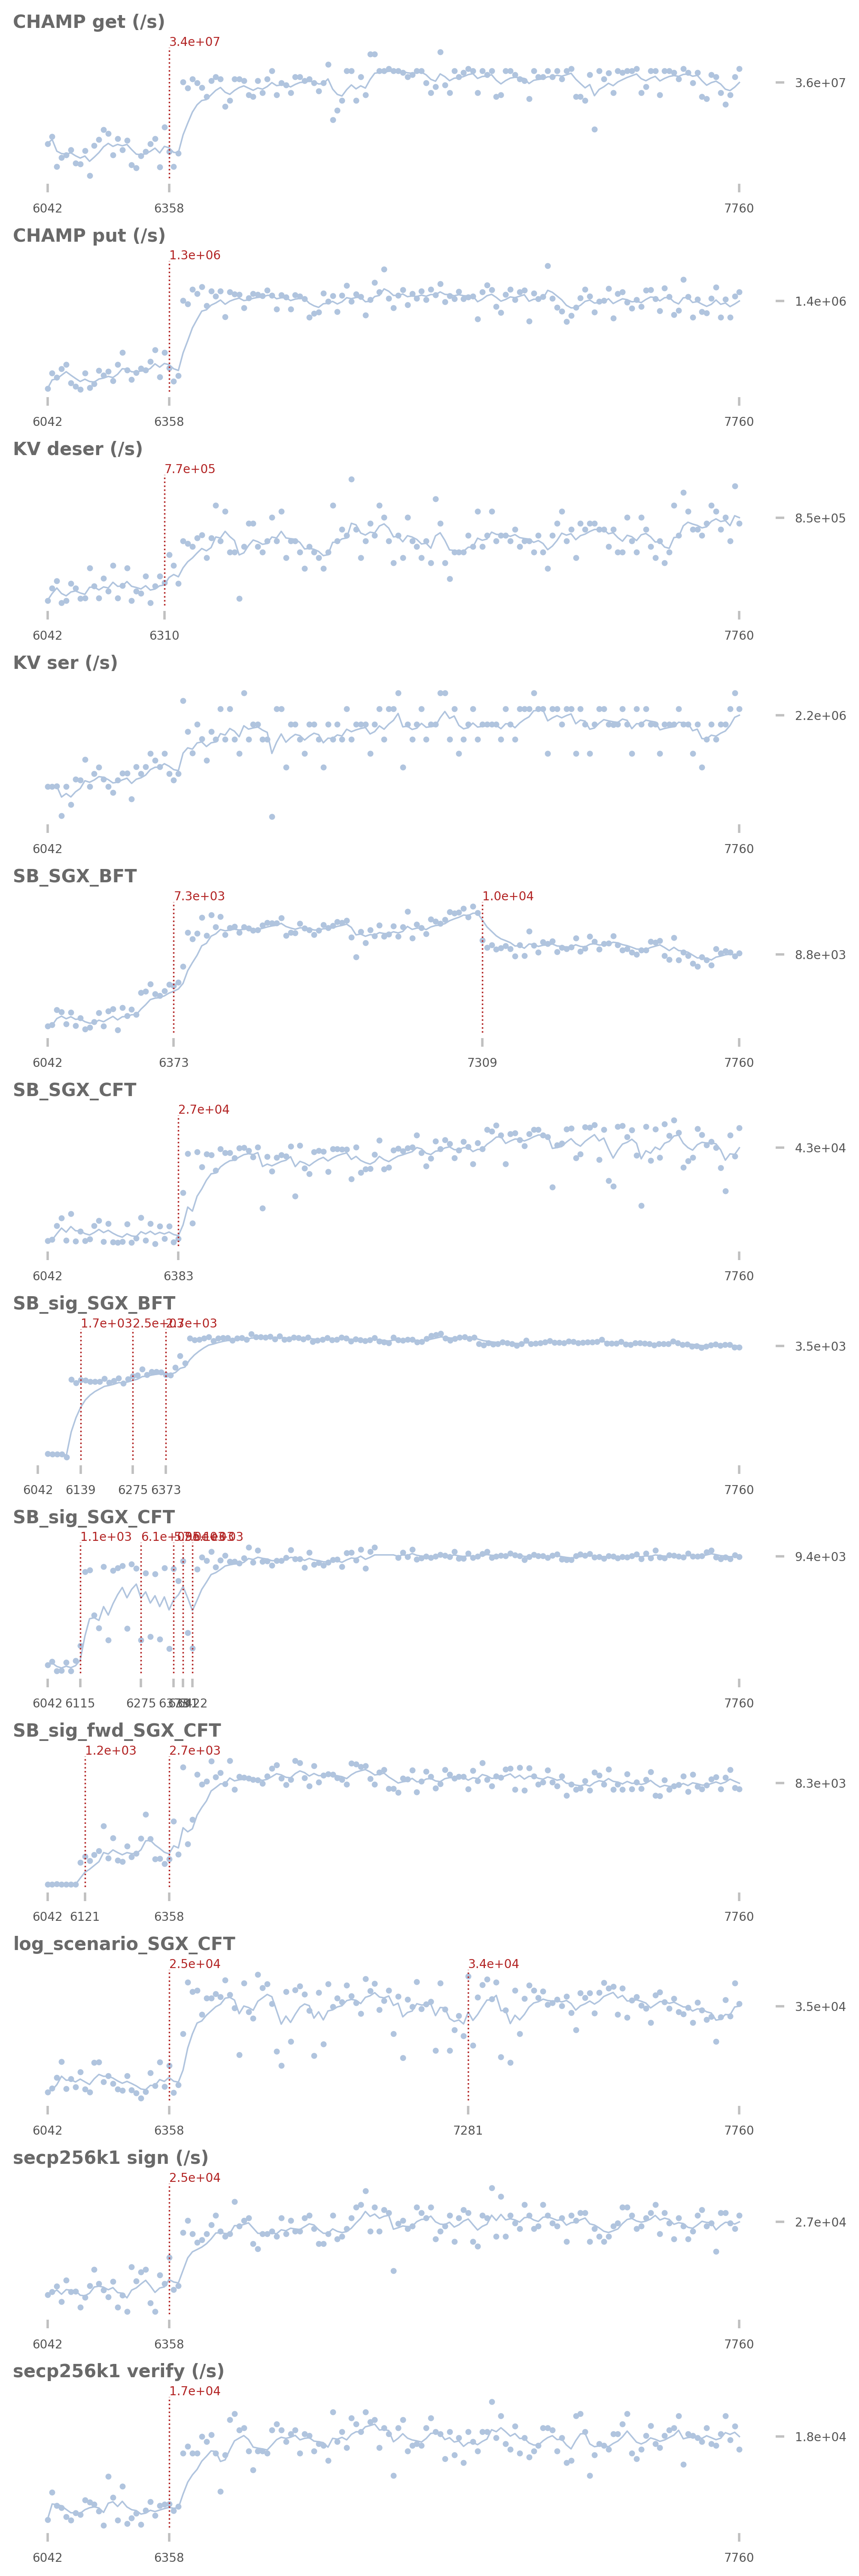 CHAMP get (/s)
3.4e+07
3.6e+07
6042 6358 7760
CHAMP put (/s)
1.3e+06
1.4e+06
6042 6358 7760
KV deser (/s)
7.7e+05
8.5e+05
6042 6310 7760
KV ser (/s)
2.2e+06
6042 7760
SB_SGX_BFT
7.3e+03 1.0e+04
8.8e+03
6042 6373 7309 7760
SB_SGX_CFT
2.7e+04
4.3e+04
6042 6383 7760
SB_sig_SGX_BFT
1.7e+03 2.5e+03 2.7e+03
3.5e+03
6042 6139 6275 6373 7760
SB_sig_SGX_CFT
1.1e+03
9.4e+03
6042 6115 6275 7760
SB_sig_fwd_SGX_CFT
1.2e+03 2.7e+03
8.3e+03
6042 6121 6358 7760
log_scenario_SGX_CFT
2.5e+04 3.4e+04
3.5e+04
6042 6358 7281 7760
secp256k1 sign (/s)
2.5e+04
2.7e+04
6042 6358 7760
secp256k1 verify (/s)
1.7e+04
1.8e+04
6042 6358 7760